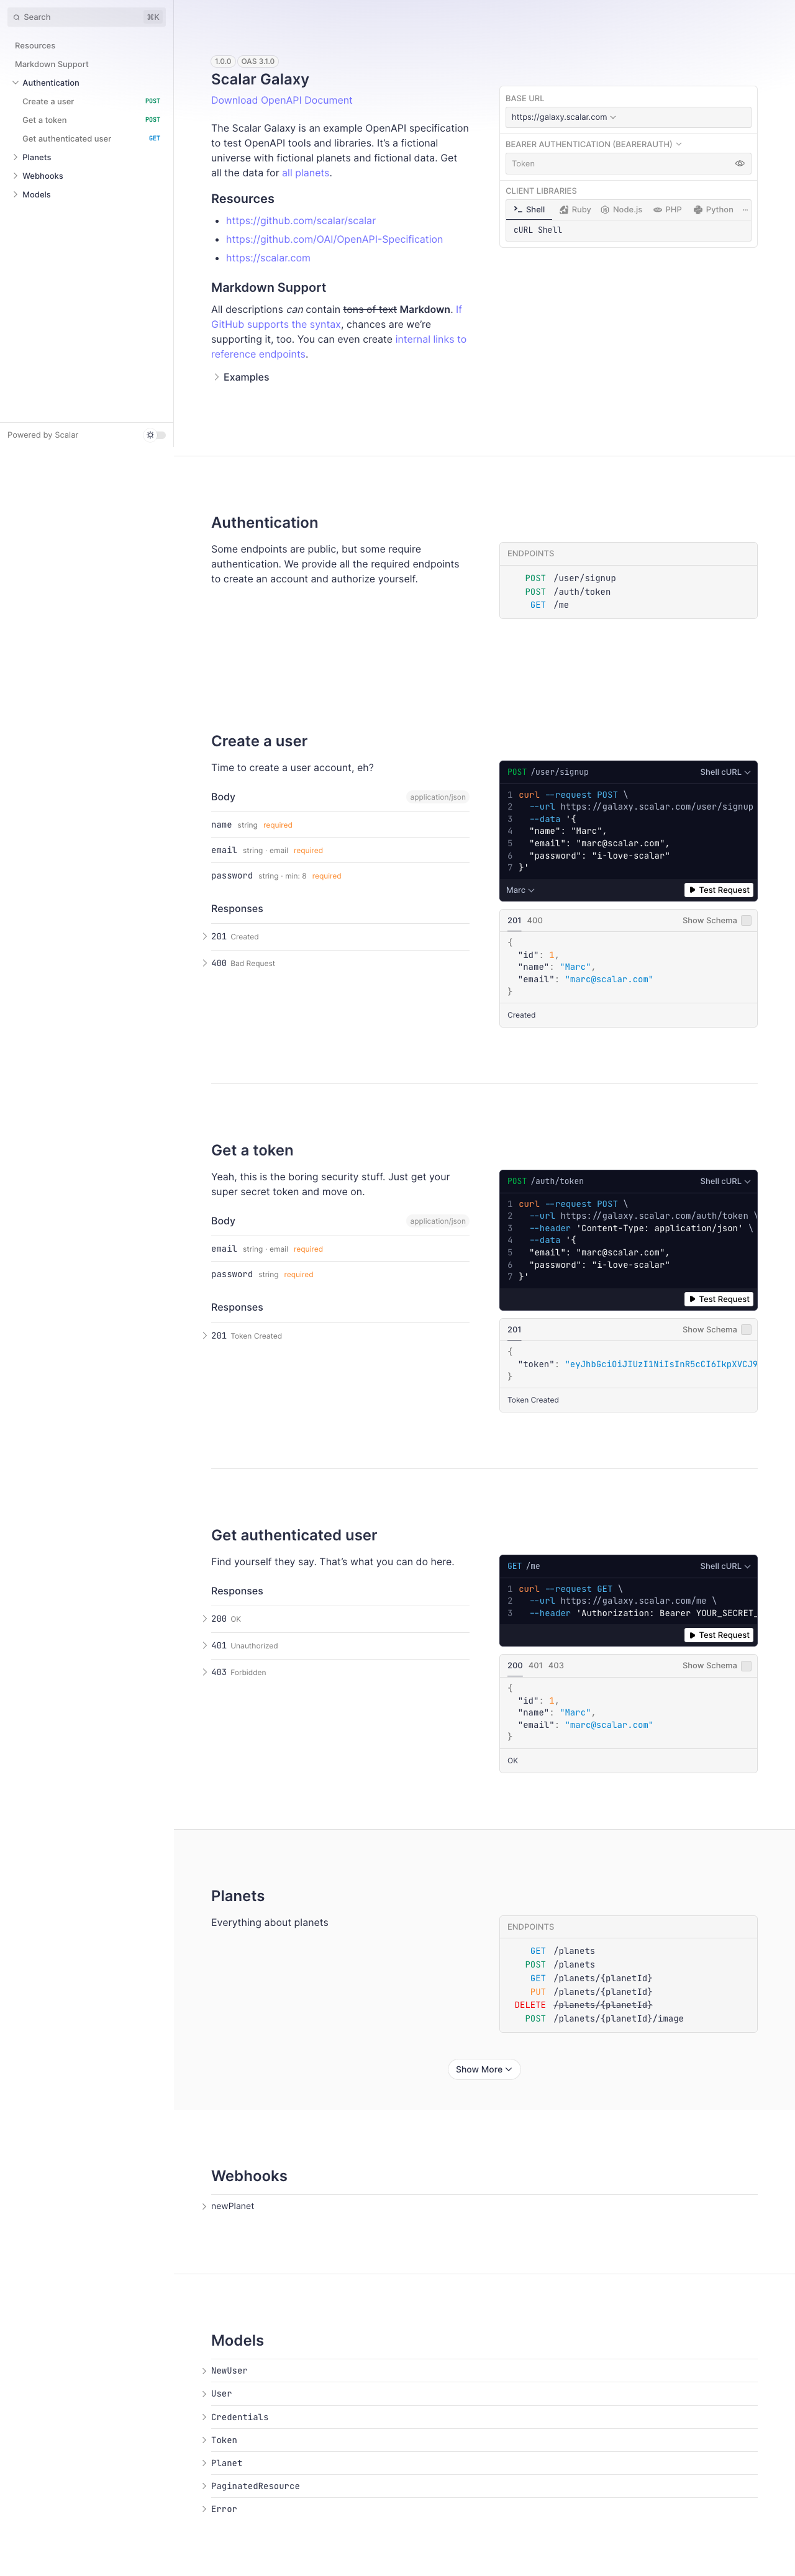 Search
⌘K
Resources
Markdown Support
Authentication
Create a user POST
Get a token POST
Get authenticated user GET
Planets
Webhooks
Models
Powered by Scalar
1.0.0 OAS 3.1.0
Scalar Galaxy
Download OpenAPI Document
The Scalar Galaxy is an example OpenAPI specification
to test OpenAPI tools and libraries. It's a fictional
universe with fictional planets and fictional data. Get
all the data for all planets.
Resources
https://github.com/scalar/scalar
https://github.com/OAI/OpenAPI-Specification
https://scalar.com
Markdown Support
All descriptions can contain tons of text Markdown. If
GitHub supports the syntax, chances are we're
supporting it, too. You can even create internal links to
reference endpoints.
Examples
BASE URL
https://galaxy.scalar.com
BEARER AUTHENTICATION (BEARERAUTH)
Token
CLIENT LIBRARIES
Shell Ruby Node.js PHP Python ···
cURL Shell
Authentication
Some endpoints are public, but some require
authentication. We provide all the required endpoints
to create an account and authorize yourself.
ENDPOINTS
POST /user/signup
POST /auth/token
GET /me
Create a user
Time to create a user account, eh?
Body application/json
name string required
email string · email required
password string · min: 8 required
Responses
201 Created
400 Bad Request
POST /user/signup Shell cURL
1 curl --request POST \
2 --url https://galaxy.scalar.com/user/signup
3 --data '{
4 "name": "Marc",
5 "email": "marc@scalar.com",
6 "password": "i-love-scalar"
7 }'
Marc Test Request
201 400 Show Schema
{
"id": 1,
"name": "Marc",
"email": "marc@scalar.com"
}
Created
Get a token
Yeah, this is the boring security stuff. Just get your
super secret token and move on.
Body application/json
email string · email required
password string required
Responses
201 Token Created
POST /auth/token Shell cURL
1 curl --request POST \
2 --url https://galaxy.scalar.com/auth/token \
3 --header 'Content-Type: application/json' \
4 --data '{
5 "email": "marc@scalar.com",
6 "password": "i-love-scalar"
7 }'
Test Request
201 Show Schema
{
"token": "eyJhbGciOiJIUzI1NiIsInR5cCI6IkpXVCJ9
}
Token Created
Get authenticated user
Find yourself they say. That's what you can do here.
Responses
200 OK
401 Unauthorized
403 Forbidden
GET /me Shell cURL
1 curl --request GET \
2 --url https://galaxy.scalar.com/me \
3 --header 'Authorization: Bearer YOUR_SECRET_
Test Request
200 401 403 Show Schema
{
"id": 1,
"name": "Marc",
"email": "marc@scalar.com"
}
OK
Planets
Everything about planets
ENDPOINTS
GET /planets
POST /planets
GET /planets/{planetId}
PUT /planets/{planetId}
DELETE /planets/{planetId}
POST /planets/{planetId}/image
Show More
Webhooks
newPlanet
Models
NewUser
User
Credentials
Token
Planet
PaginatedResource
Error